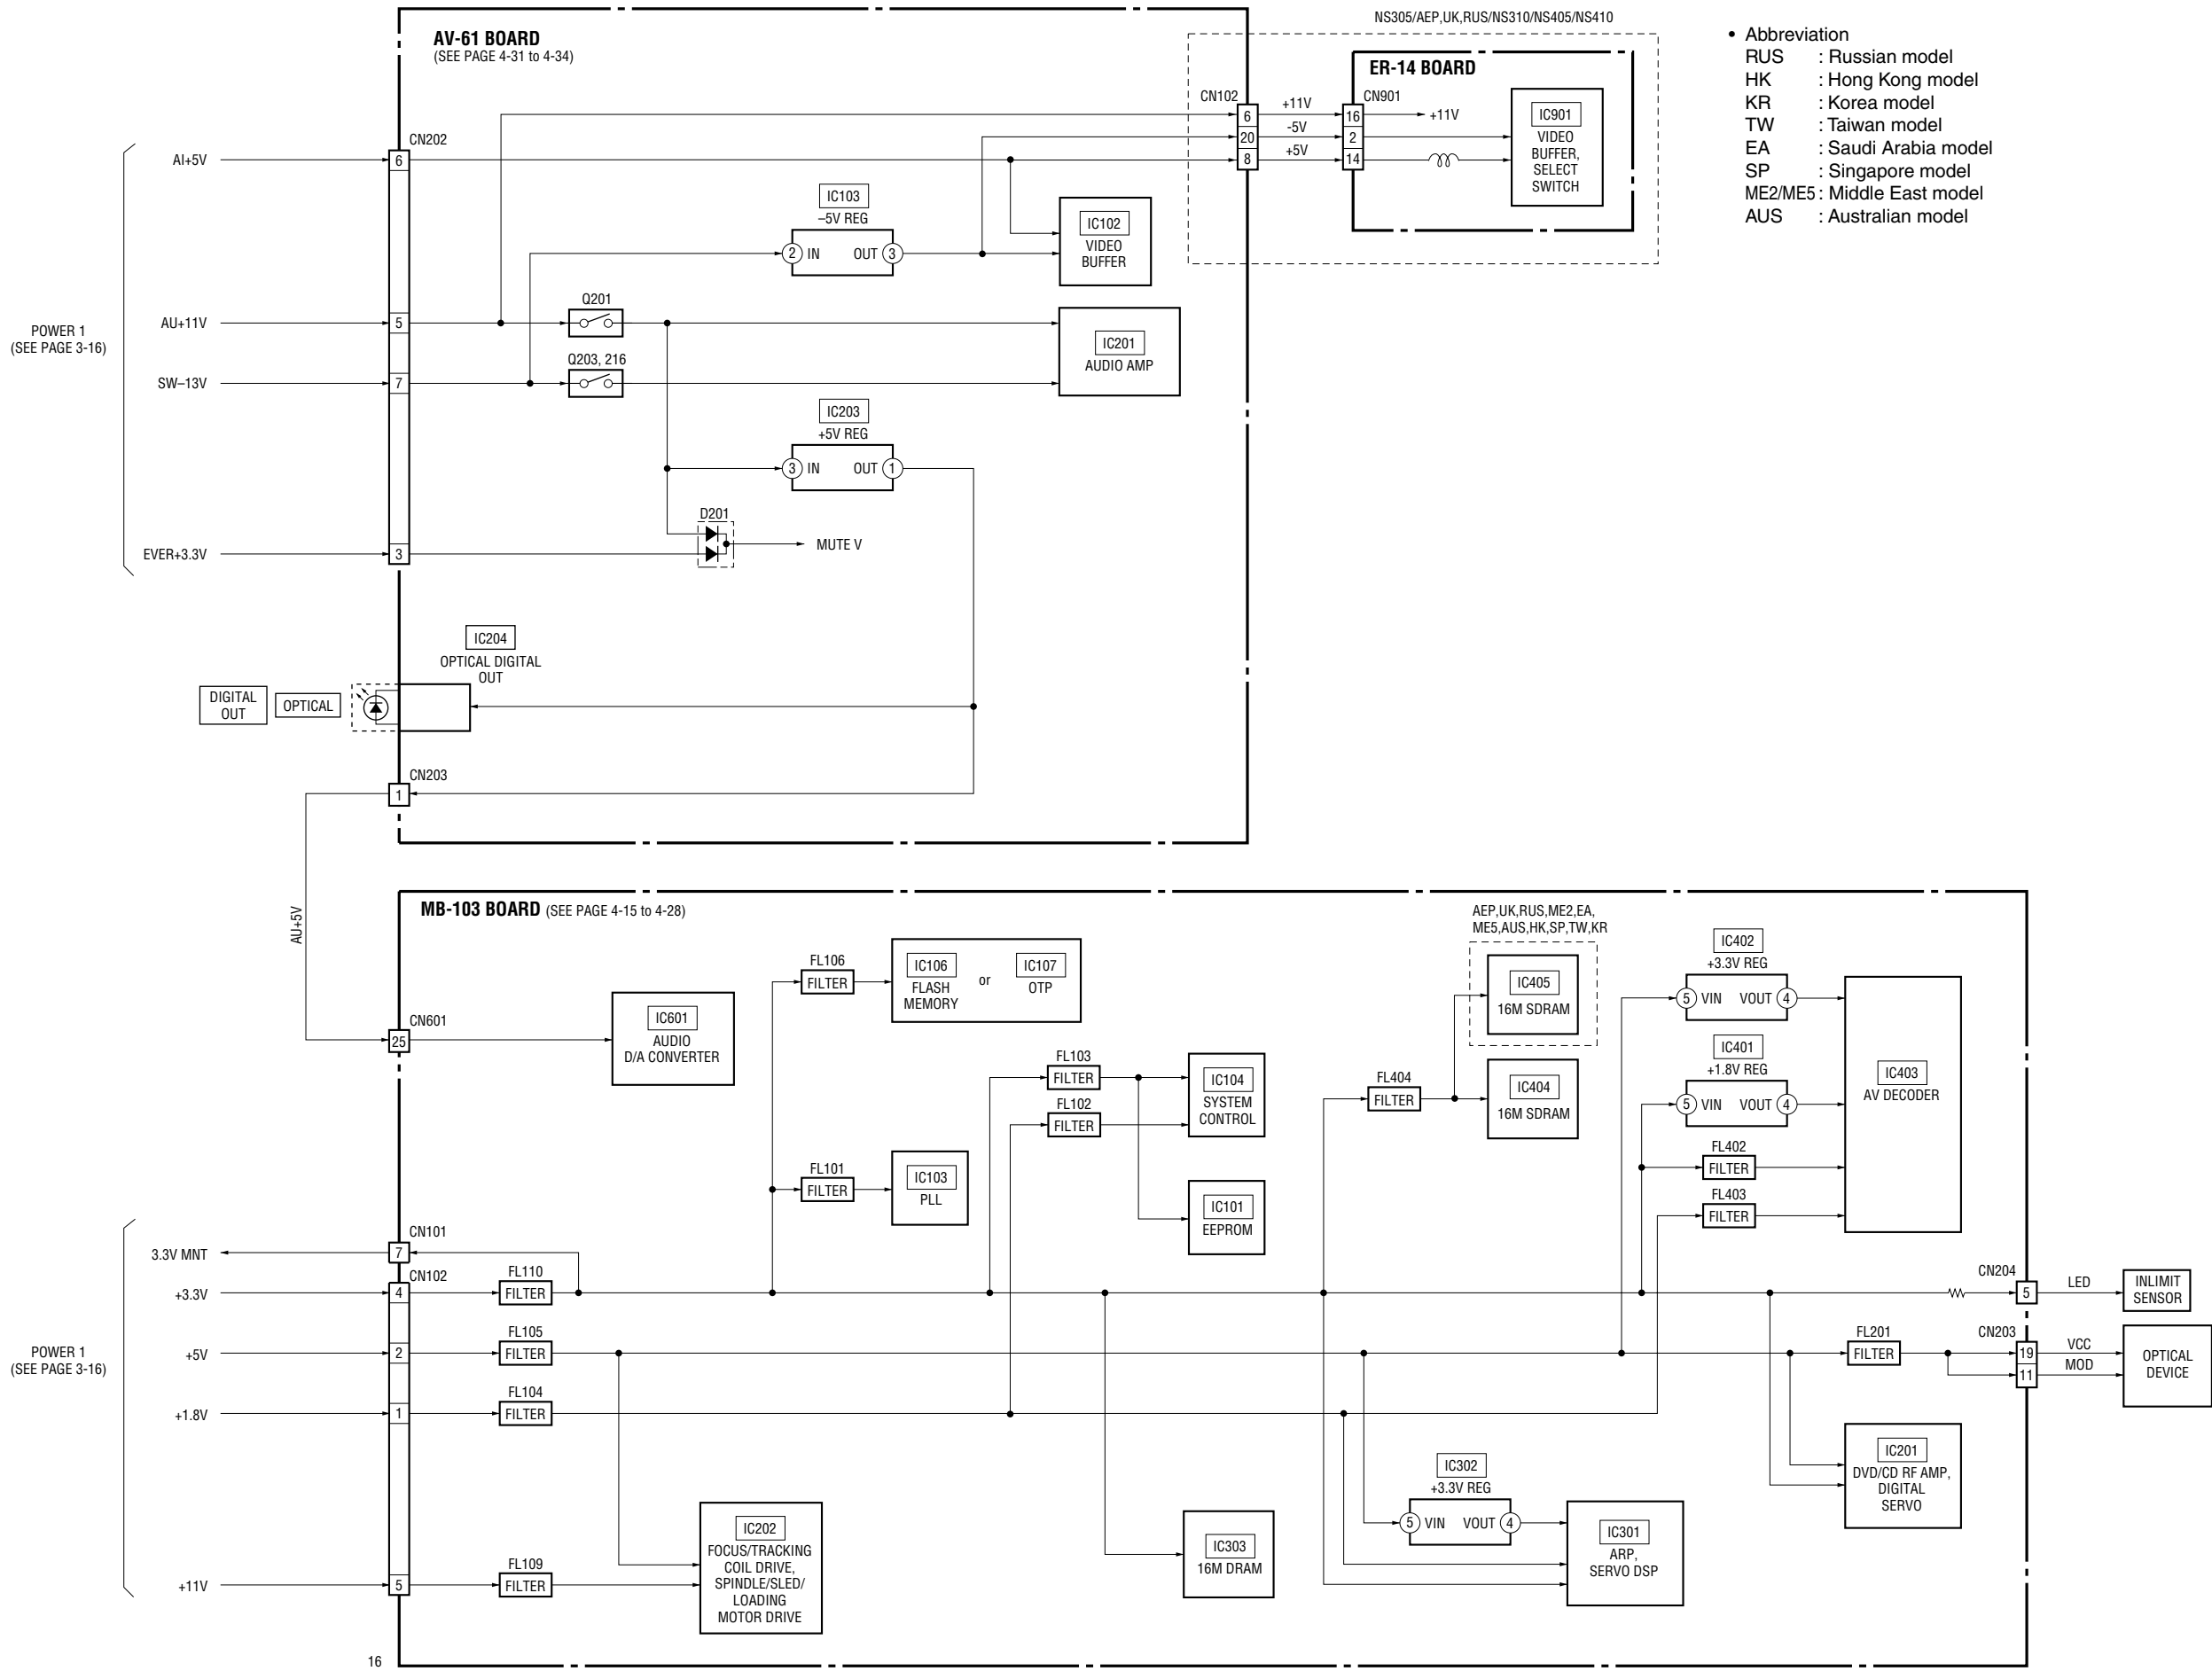 AV-61 BOARD
(SEE PAGE 4-31 to 4-34)
CN202
AI+5V
6
AU+11V
5
SW–13V
7
EVER+3.3V
3
POWER 1
(SEE PAGE 3-16)
IC103
–5V REG
2 IN OUT 3
IC102
VIDEO
BUFFER
Q201
Q203, 216
IC201
AUDIO AMP
IC203
+5V REG
3 IN OUT 1
D201
MUTE V
IC204
OPTICAL DIGITAL
OUT
DIGITAL
OUT
OPTICAL
CN203
1
AU+5V
NS305/AEP,UK,RUS/NS310/NS405/NS410
ER-14 BOARD
CN102
6
20
8
+11V
-5V
+5V
CN901
16
2
14
+11V
IC901
VIDEO
BUFFER,
SELECT
SWITCH
• Abbreviation
RUS : Russian model
HK : Hong Kong model
KR : Korea model
TW : Taiwan model
EA : Saudi Arabia model
SP : Singapore model
ME2/ME5 : Middle East model
AUS : Australian model
MB-103 BOARD (SEE PAGE 4-15 to 4-28)
CN601
25
IC601
AUDIO
D/A CONVERTER
FL106
FILTER
IC106
FLASH
MEMORY
or
IC107
OTP
FL101
FILTER
IC103
PLL
FL103
FILTER
FL102
FILTER
IC104
SYSTEM
CONTROL
IC101
EEPROM
AEP,UK,RUS,ME2,EA,
ME5,AUS,HK,SP,TW,KR
IC405
16M SDRAM
FL404
FILTER
IC404
16M SDRAM
IC402
+3.3V REG
5 VIN VOUT 4
IC401
+1.8V REG
5 VIN VOUT 4
FL402
FILTER
FL403
FILTER
IC403
AV DECODER
POWER 1
(SEE PAGE 3-16)
CN101
3.3V MNT
7
CN102
+3.3V
4
FL110
FILTER
+5V
2
FL105
FILTER
+1.8V
1
FL104
FILTER
+11V
5
FL109
FILTER
IC202
FOCUS/TRACKING
COIL DRIVE,
SPINDLE/SLED/
LOADING
MOTOR DRIVE
IC303
16M DRAM
IC302
+3.3V REG
5 VIN VOUT 4
IC301
ARP,
SERVO DSP
IC201
DVD/CD RF AMP,
DIGITAL
SERVO
FL201
FILTER
CN204
5
LED
INLIMIT
SENSOR
CN203
19
11
VCC
MOD
OPTICAL
DEVICE
16